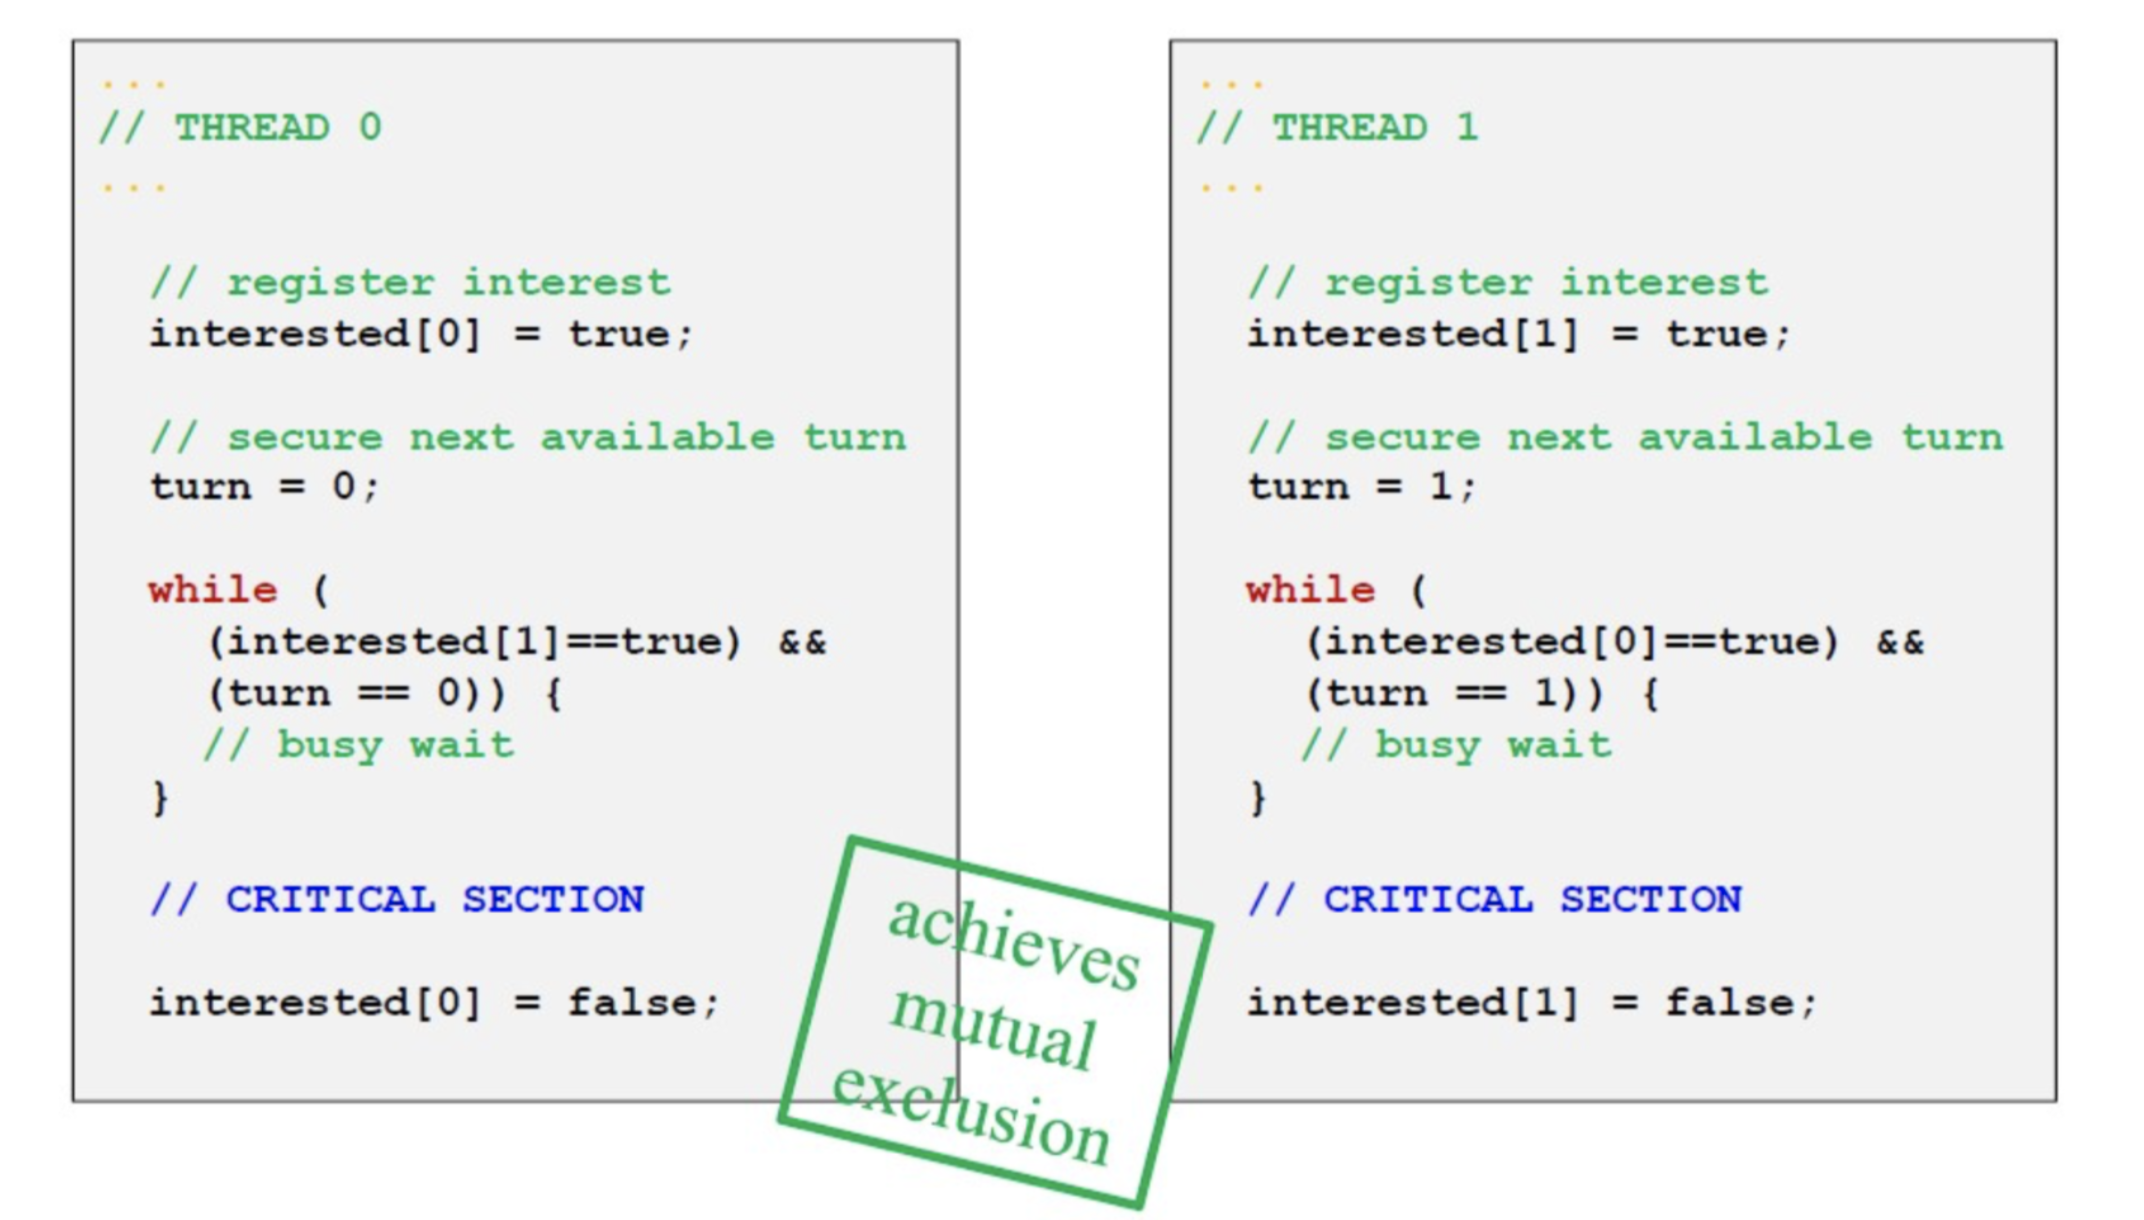 ...
// THREAD 0
...
// register interest
interested[0] = true;
// secure next available turn
turn = 0;
while (
(interested[1]==true) &&
(turn == 0)) {
// busy wait
}
// CRITICAL SECTION
interested[0] = false;
...
// THREAD 1
...
// register interest
interested[1] = true;
// secure next available turn
turn = 1;
while (
(interested[0]==true) &&
(turn == 1)) {
// busy wait
}
// CRITICAL SECTION
interested[1] = false;
achieves
mutual
exclusion